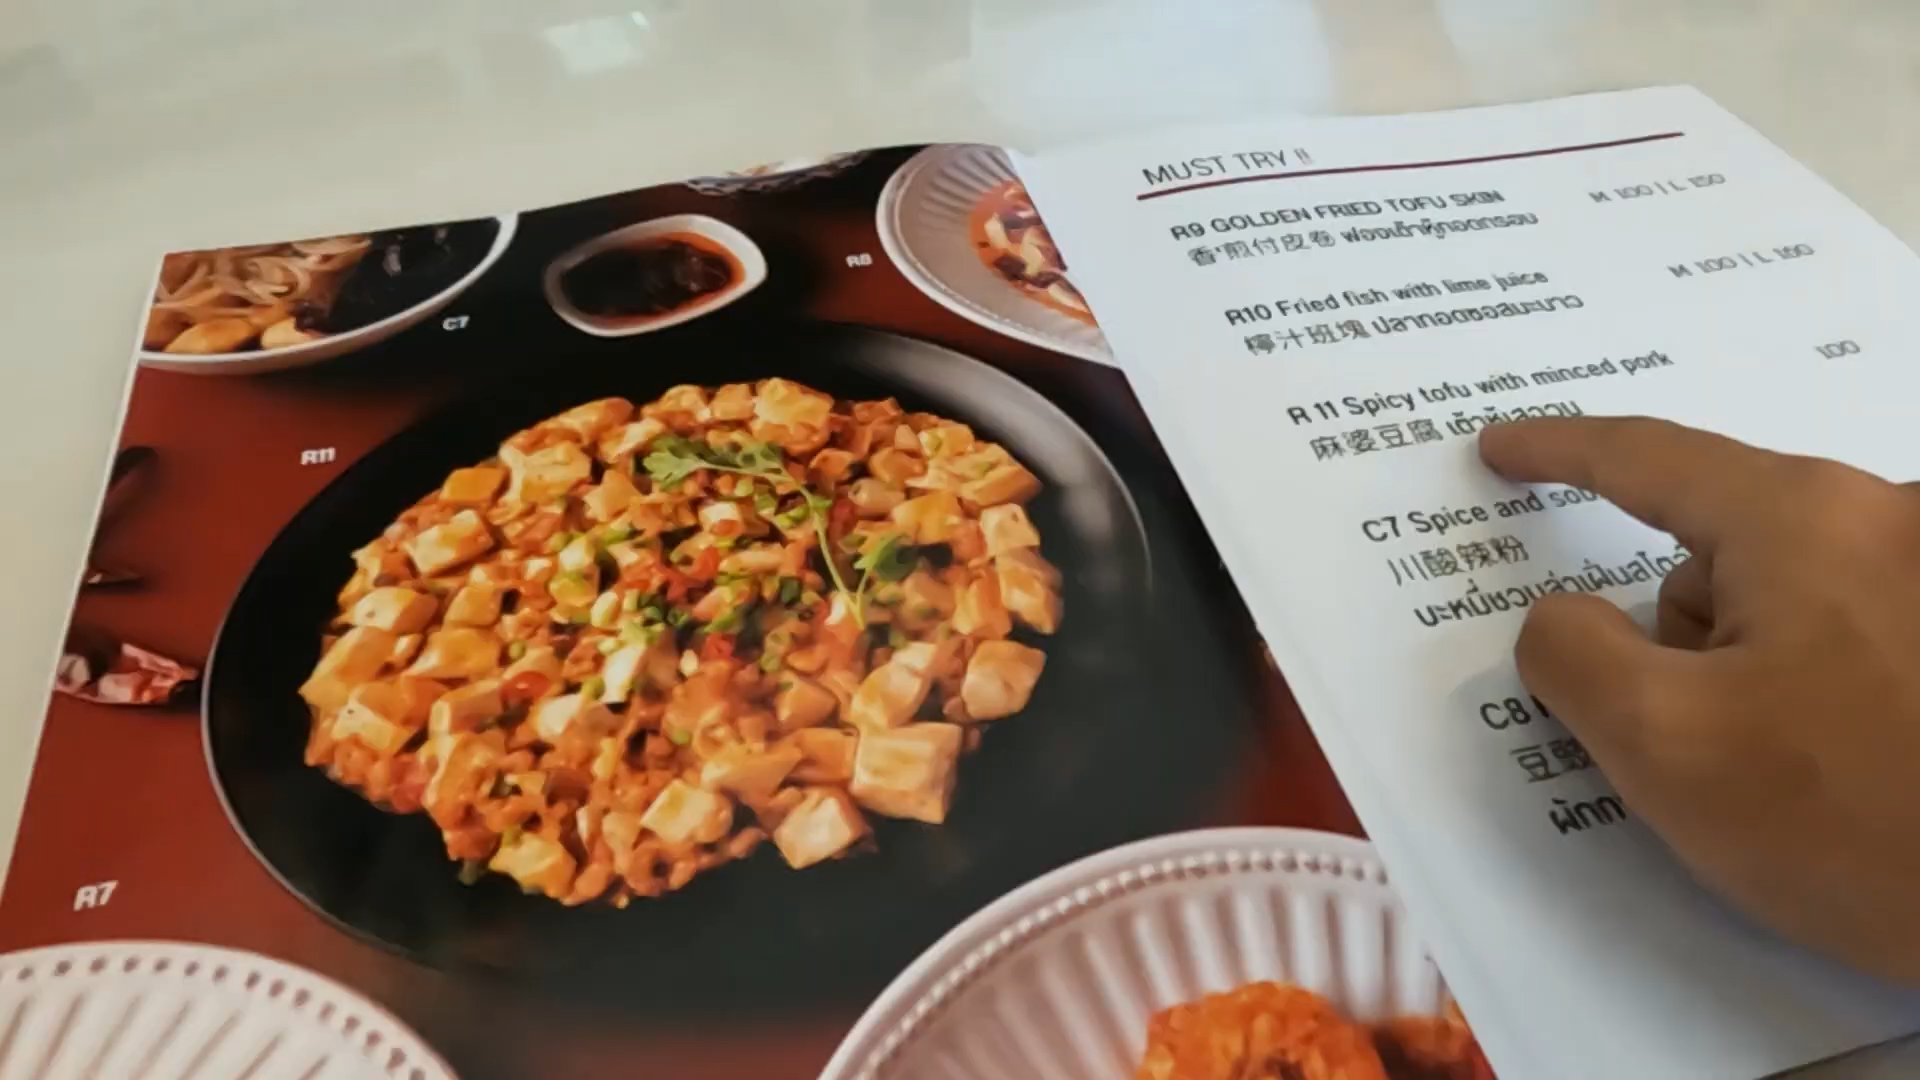 MUST TRY !!
R9 GOLDEN FRIED TOFU SKIN M 100 | L 150
香煎付皮卷 ฟองเต้าหู้ทอดกรอบ
R10 Fried fish with lime juice M 100 | L 100
檸汁班塊 ปลาทอดซอสมะนาว
R 11 Spicy tofu with minced pork 100
麻婆豆腐
C7 Spice and
川酸辣粉
C8
豆
R8
C7
R11
R7